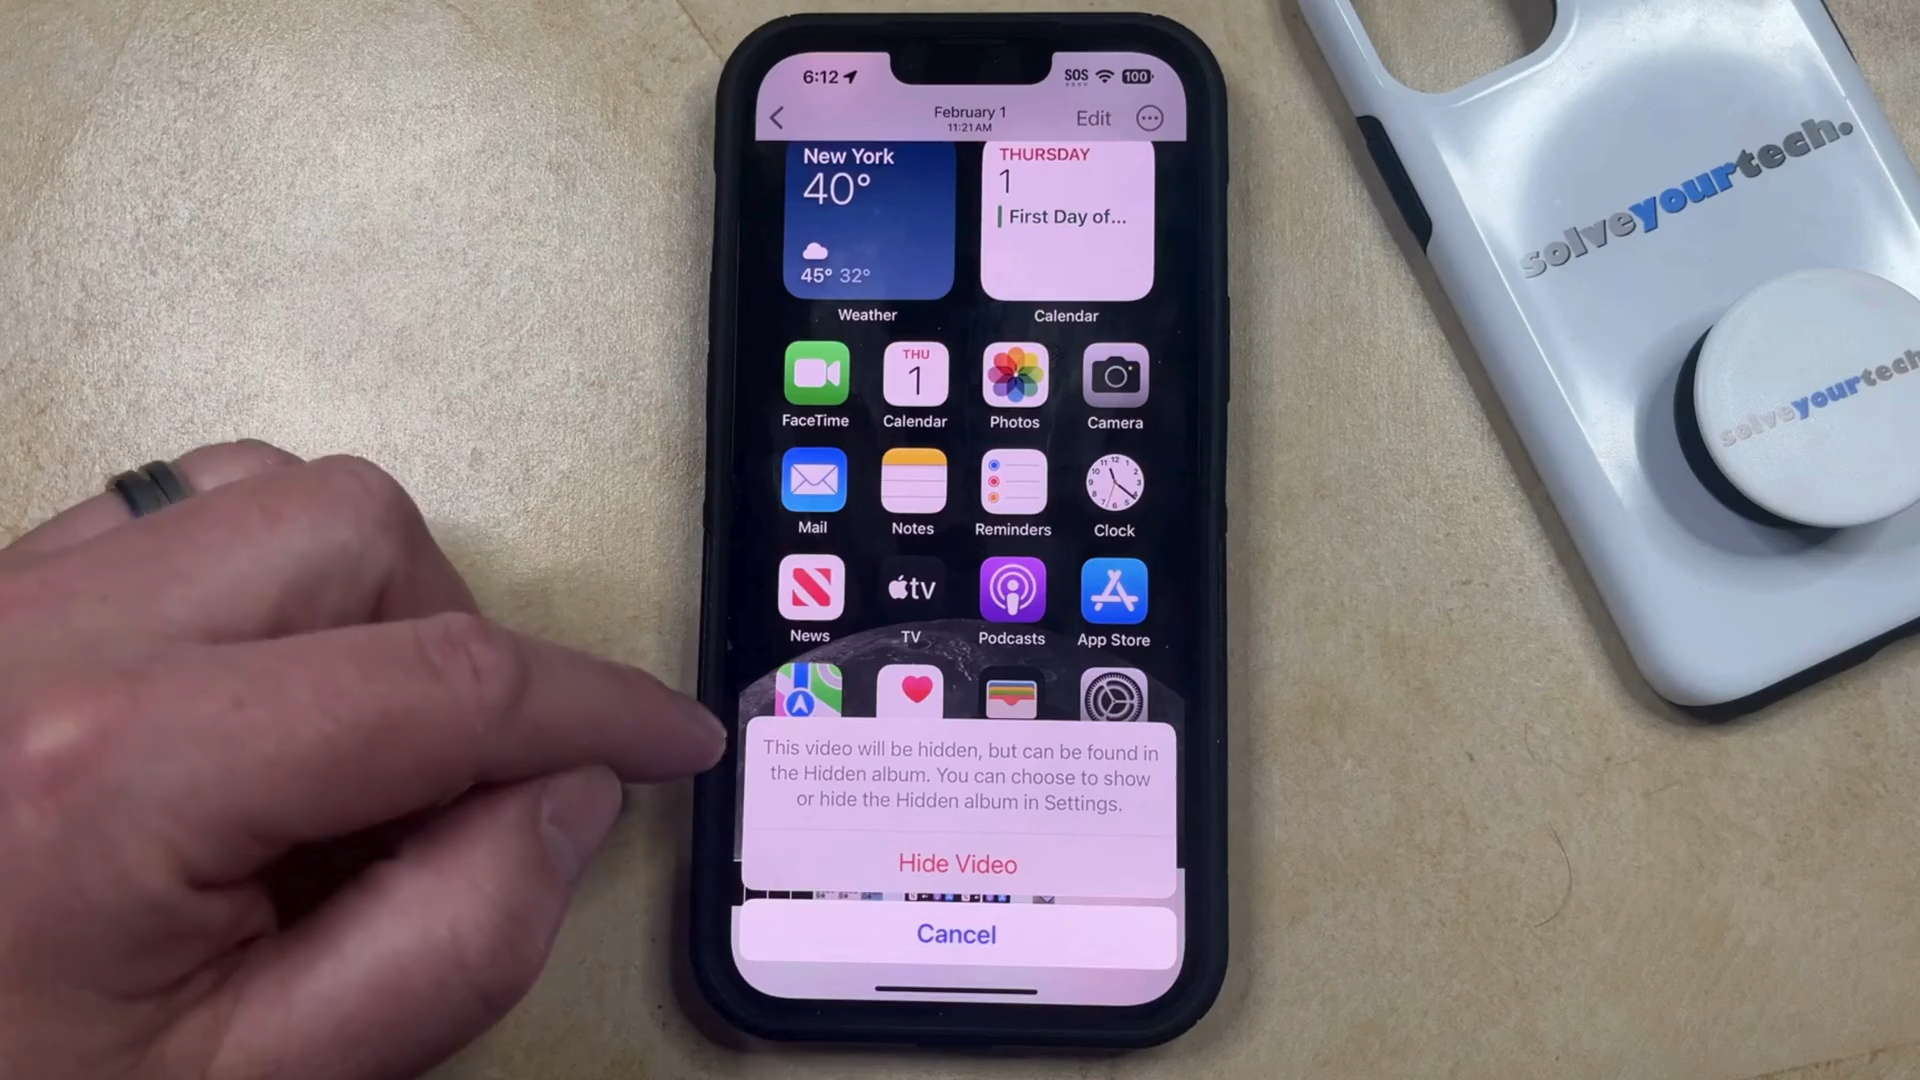 6:12
SOS
100
February 1
11:21 AM
Edit
New York
40°
45° 32°
Weather
THURSDAY
1
First Day of...
Calendar
FaceTime
THU
1
Calendar
Photos
Camera
Mail
Notes
Reminders
Clock
News
tv
TV
Podcasts
App Store
This video will be hidden, but can be found in
the Hidden album. You can choose to show
or hide the Hidden album in Settings.
Hide Video
Cancel
solveyourtech.
solveyourtech